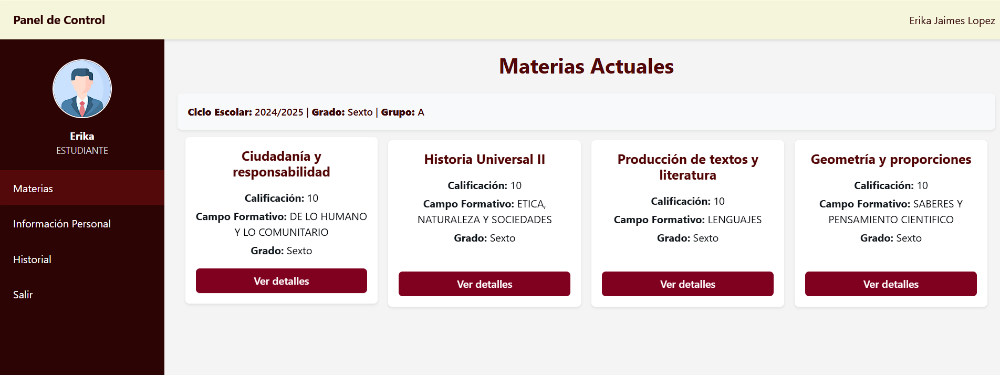 Panel de Control
Erika Jaimes Lopez
Erika
ESTUDIANTE
Materias
Información Personal
Historial
Salir
Materias Actuales
Ciclo Escolar: 2024/2025 | Grado: Sexto | Grupo: A
Ciudadanía y
responsabilidad
Calificación: 10
Campo Formativo: DE LO HUMANO
Y LO COMUNITARIO
Grado: Sexto
Ver detalles
Historia Universal II
Calificación: 10
Campo Formativo: ETICA,
NATURALEZA Y SOCIEDADES
Grado: Sexto
Ver detalles
Producción de textos y
literatura
Calificación: 10
Campo Formativo: LENGUAJES
Grado: Sexto
Ver detalles
Geometría y proporciones
Calificación: 10
Campo Formativo: SABERES Y
PENSAMIENTO CIENTIFICO
Grado: Sexto
Ver detalles